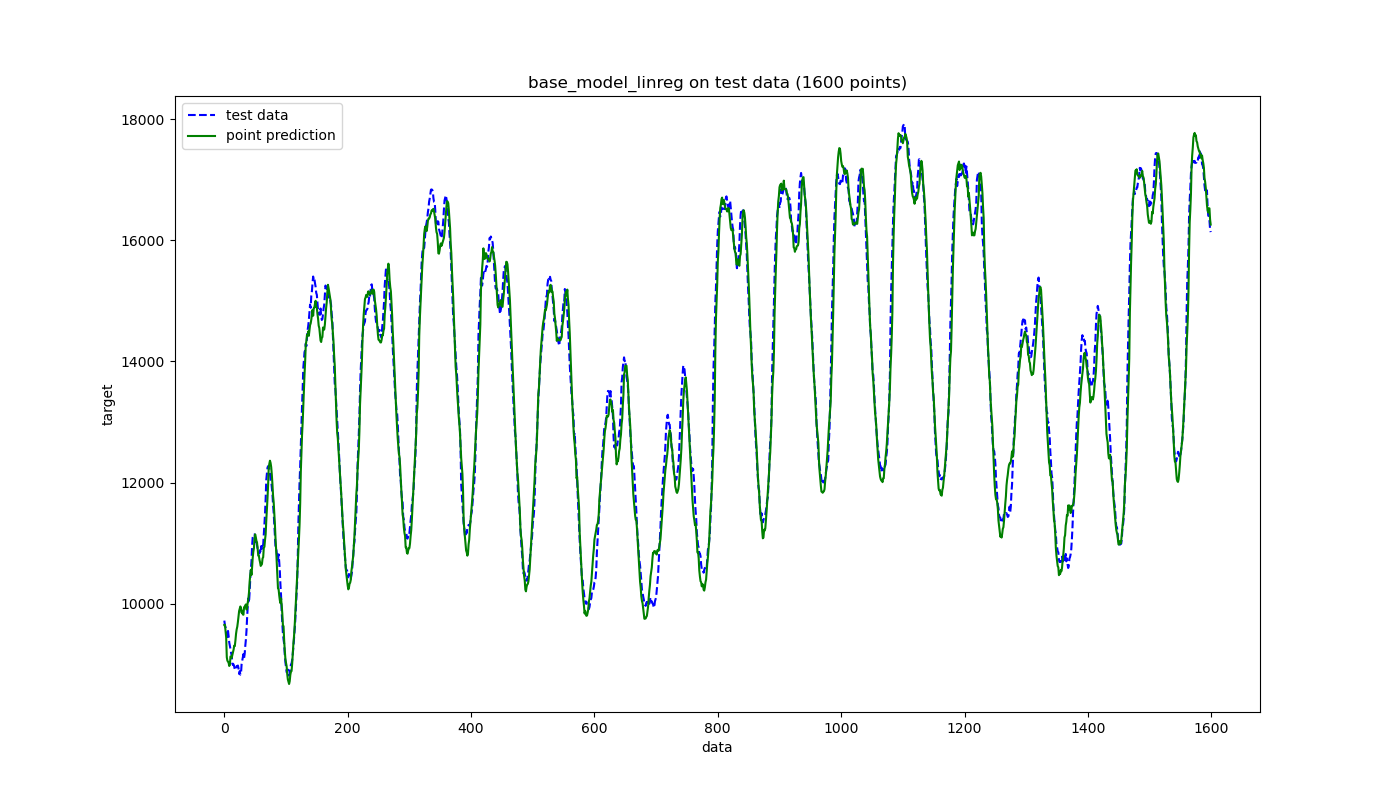 base_model_linreg on test data (1600 points)
test data
point prediction
18000
16000
14000
12000
10000
target
0 200 400 600 800 1000 1200 1400 1600
data